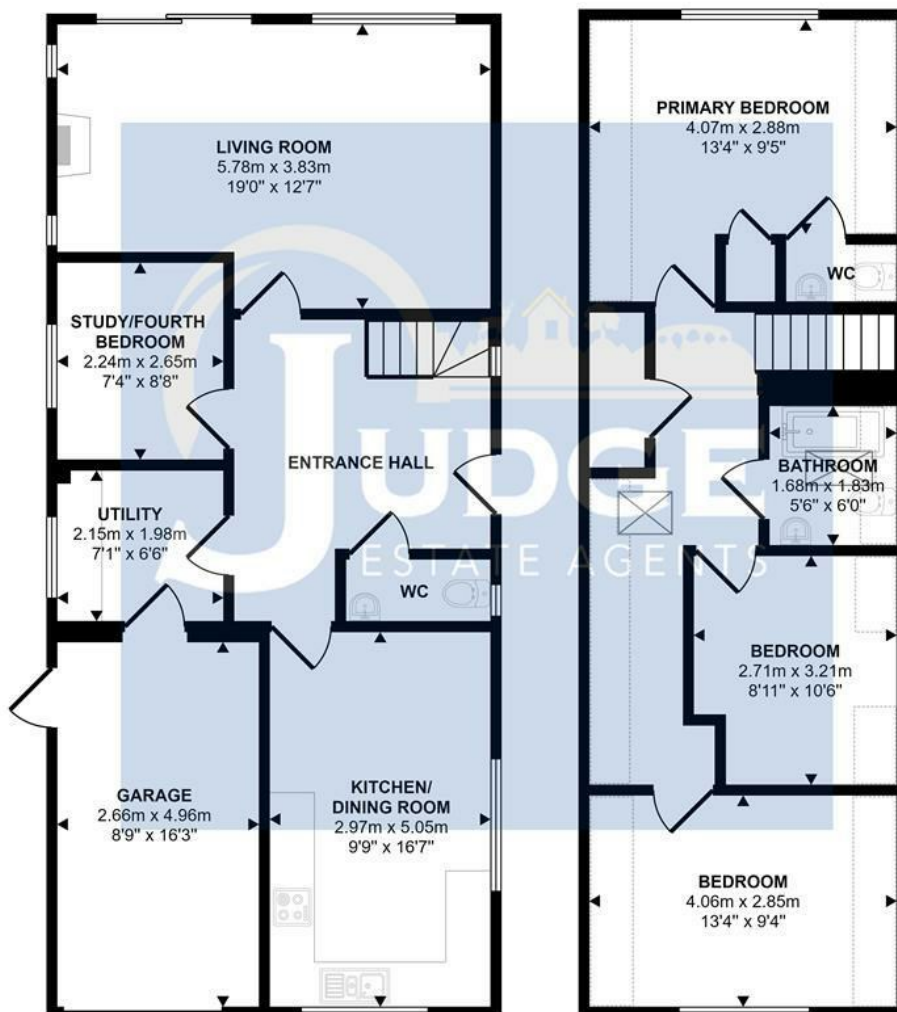 LIVING ROOM
5.78m x 3.83m
19'0" x 12'7"
STUDY/FOURTH
BEDROOM
2.24m x 2.65m
7'4" x 8'8"
ENTRANCE HALL
UTILITY
2.15m x 1.98m
7'1" x 6'6"
WC
GARAGE
2.66m x 4.96m
8'9" x 16'3"
KITCHEN/
DINING ROOM
2.97m x 5.05m
9'9" x 16'7"
PRIMARY BEDROOM
4.07m x 2.88m
13'4" x 9'5"
WC
BATHROOM
1.68m x 1.83m
5'6" x 6'0"
BEDROOM
2.71m x 3.21m
8'11" x 10'6"
BEDROOM
4.06m x 2.85m
13'4" x 9'4"
JUDGE
ESTATE AGENTS